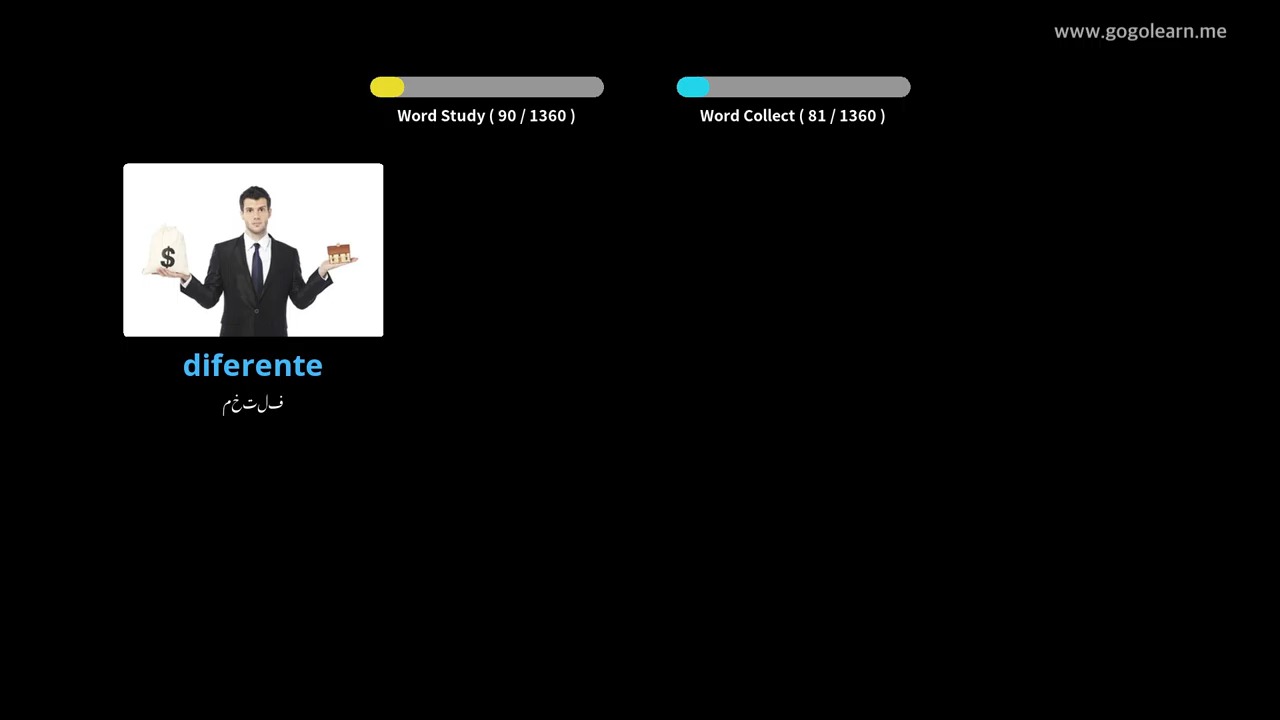 www.gogolearn.me
Word Study ( 90 / 1360 )
Word Collect ( 81 / 1360 )
$
diferente
مختلف